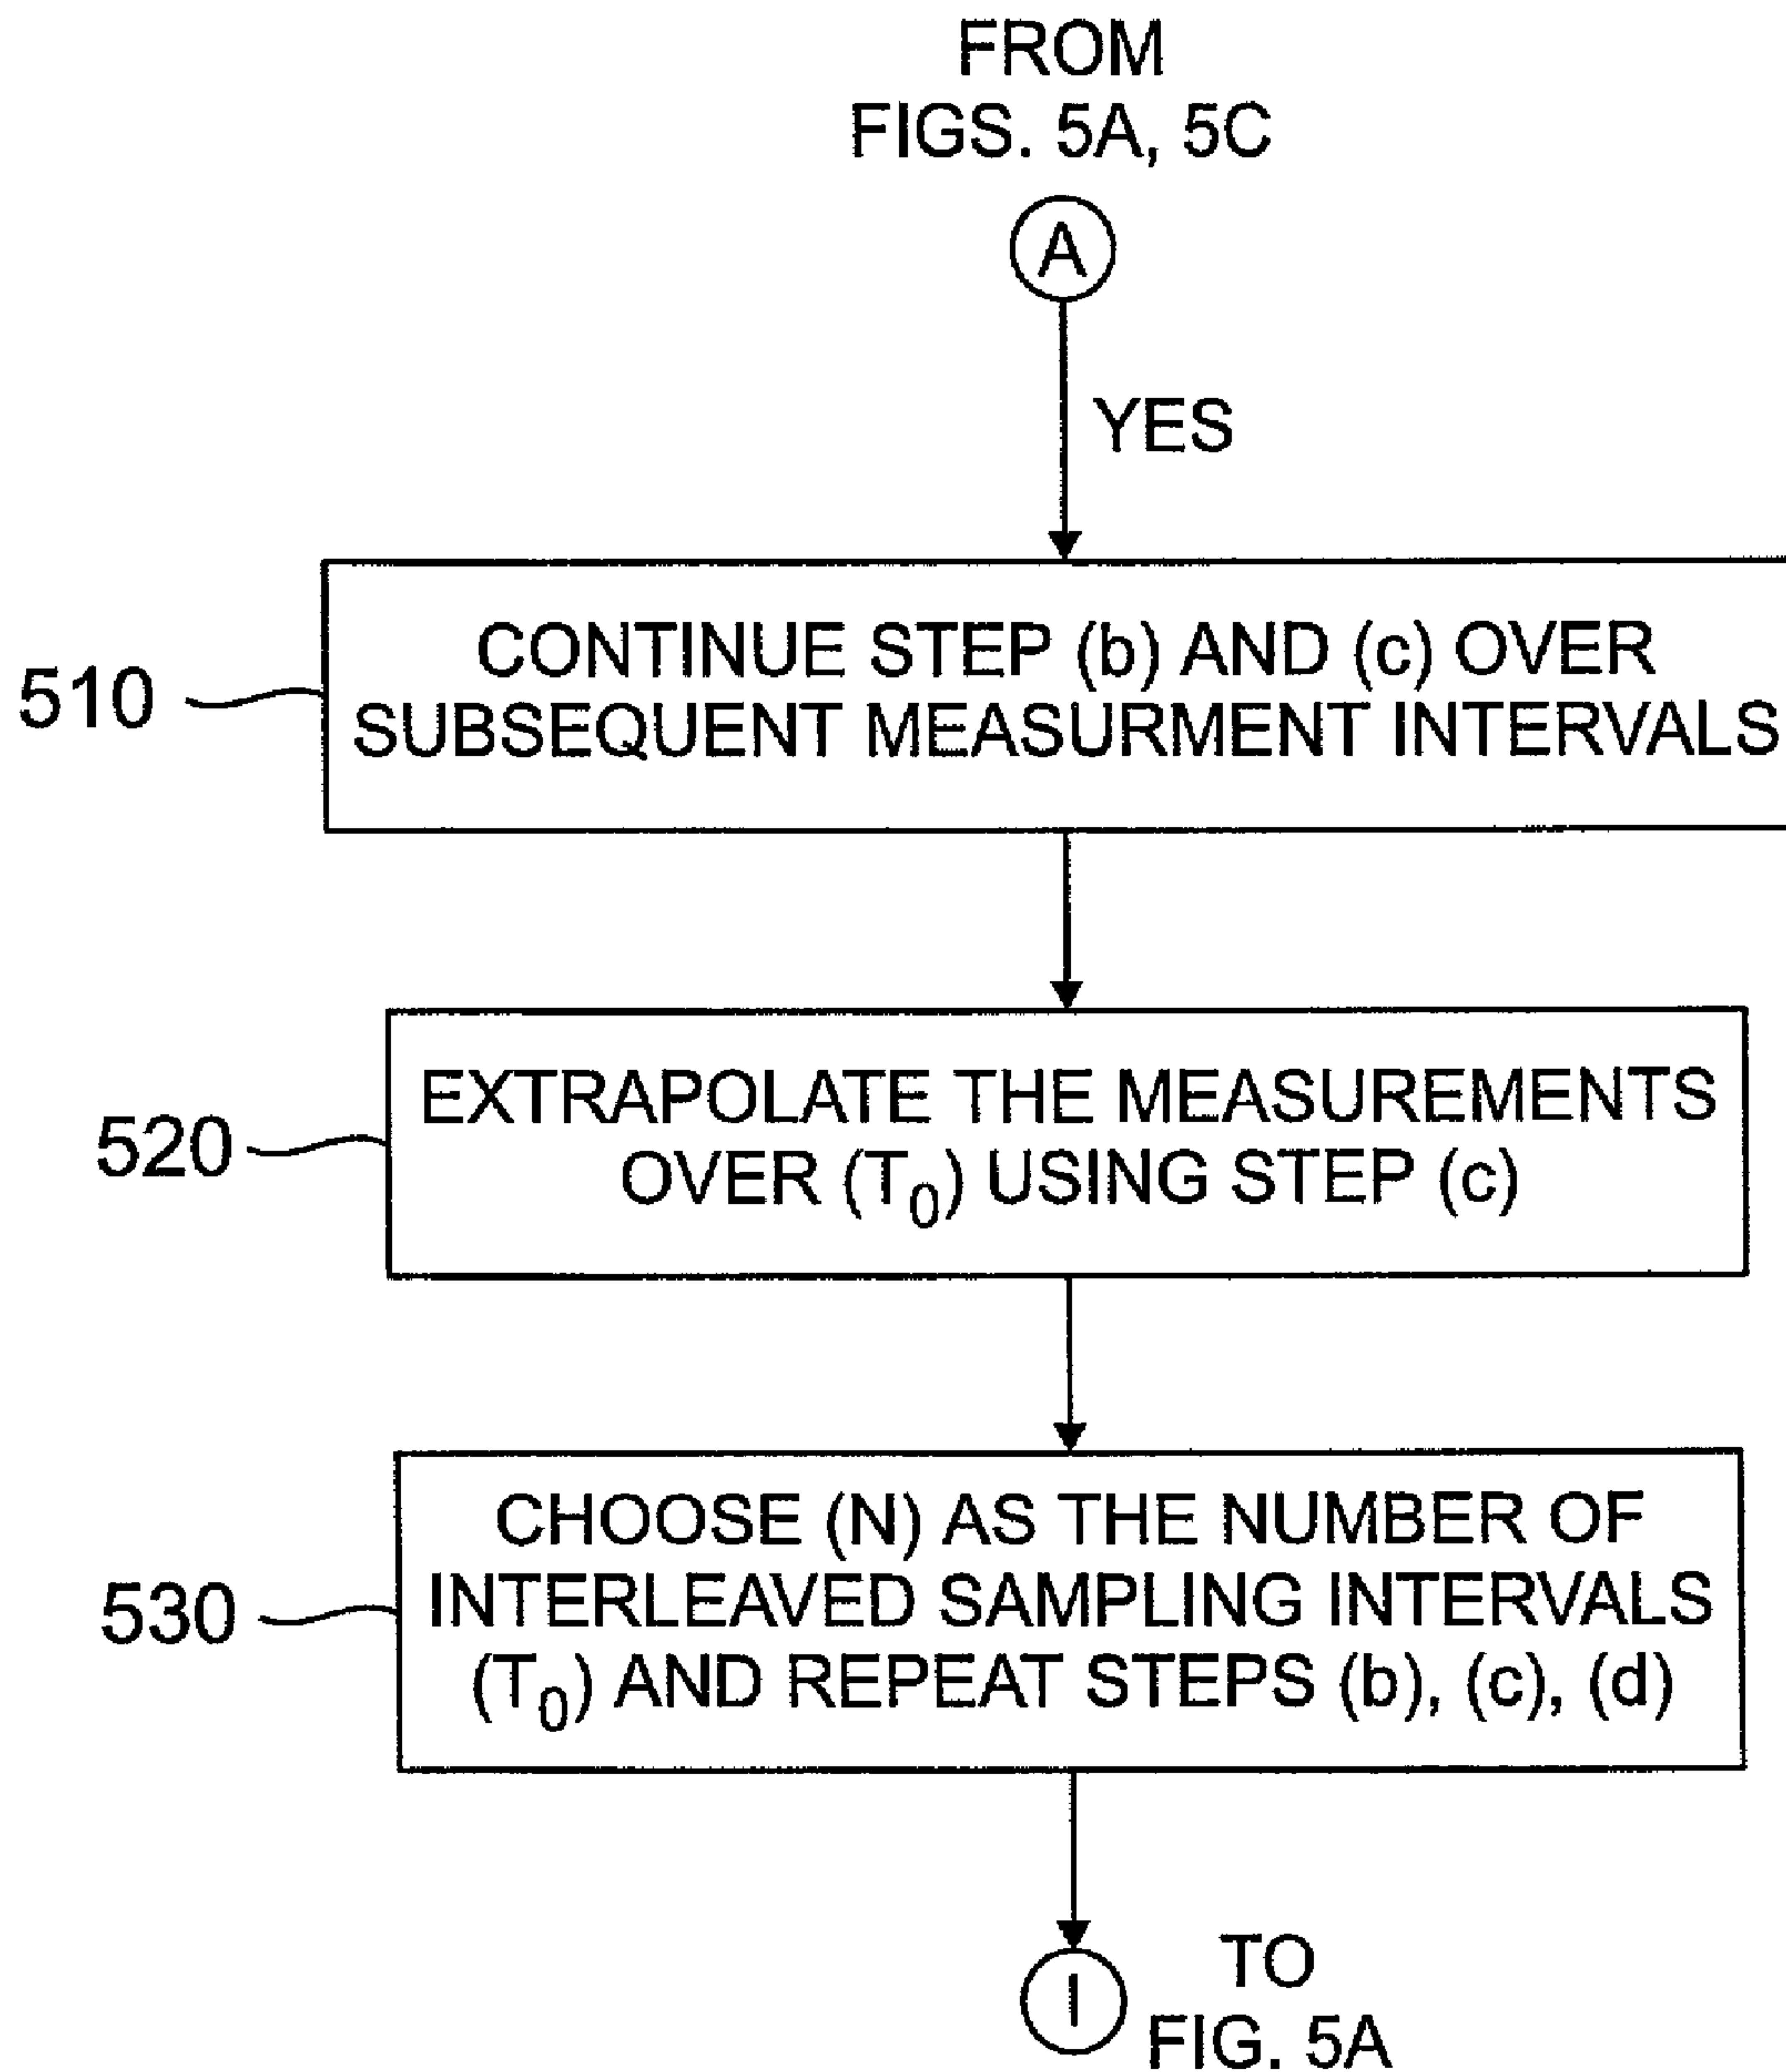 FROM
FIGS. 5A, 5C
A
YES
510
CONTINUE STEP (b) AND (c) OVER
SUBSEQUENT MEASURMENT INTERVALS
520
EXTRAPOLATE THE MEASUREMENTS
OVER (T₀) USING STEP (c)
530
CHOOSE (N) AS THE NUMBER OF
INTERLEAVED SAMPLING INTERVALS
(T₀) AND REPEAT STEPS (b), (c), (d)
I
TO
FIG. 5A